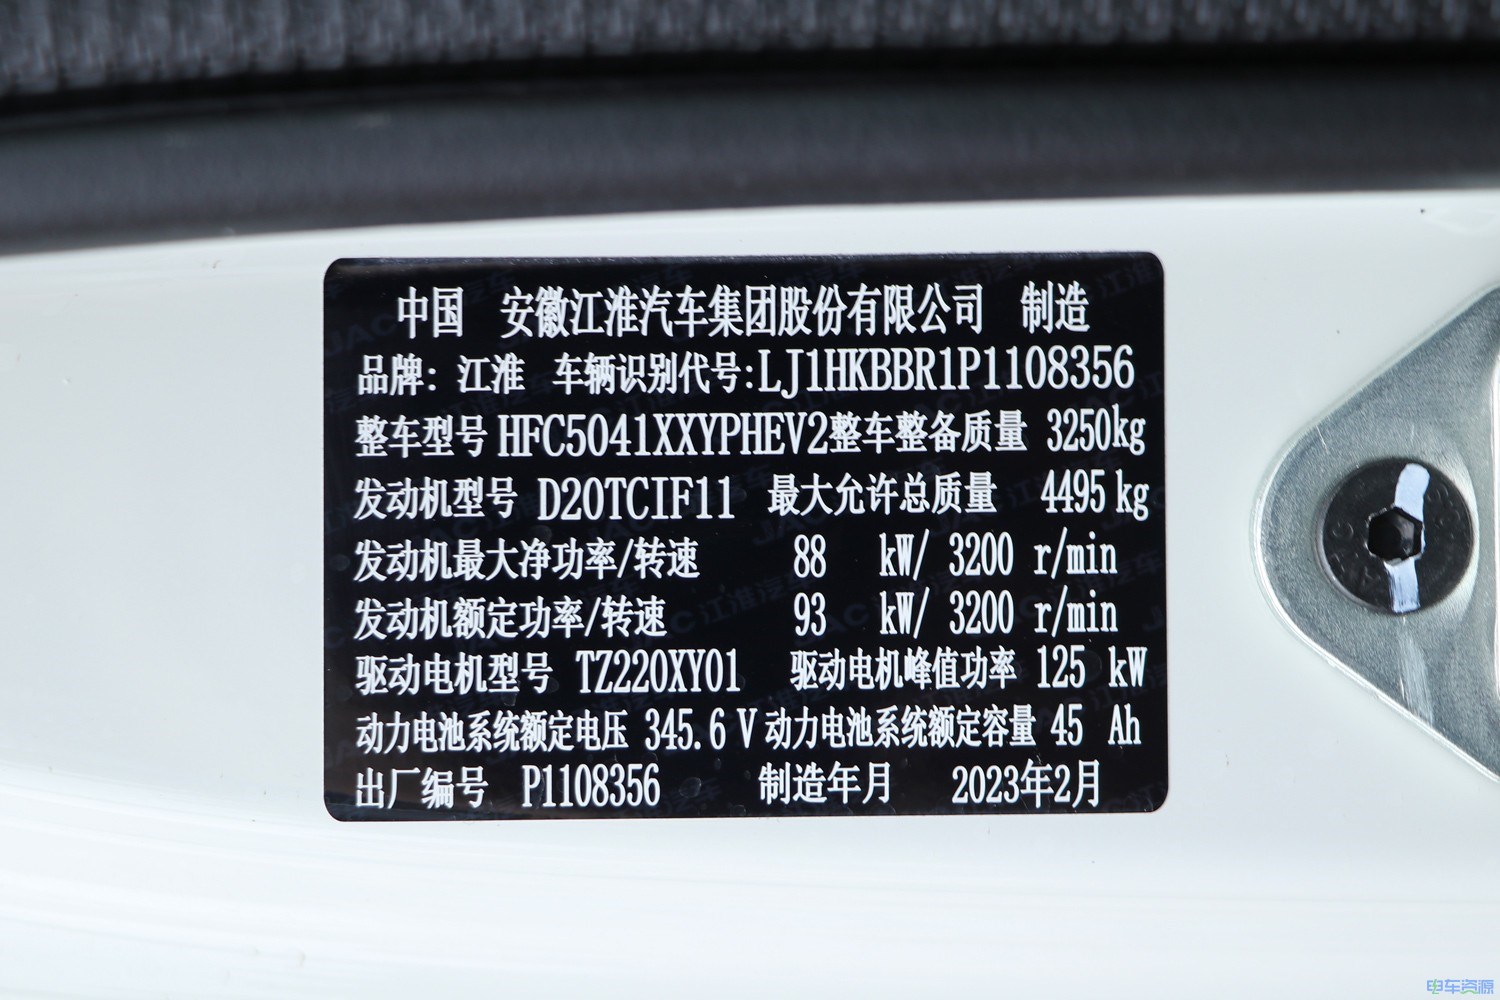 中国 安徽江淮汽车集团股份有限公司 制造
品牌: 江淮 车辆识别代号:LJ1HKBBR1P1108356
整车型号 HFC5041XXYPHEV2整车整备质量 3250kg
发动机型号 D20TCIF11 最大允许总质量 4495 kg
发动机最大净功率/转速 88 kW/ 3200 r/min
发动机额定功率/转速 93 kW/ 3200 r/min
驱动电机型号 TZ220XY01 驱动电机峰值功率 125 kW
动力电池系统额定电压 345.6 V 动力电池系统额定容量 45 Ah
出厂编号 P1108356 制造年月 2023年2月
电车资源